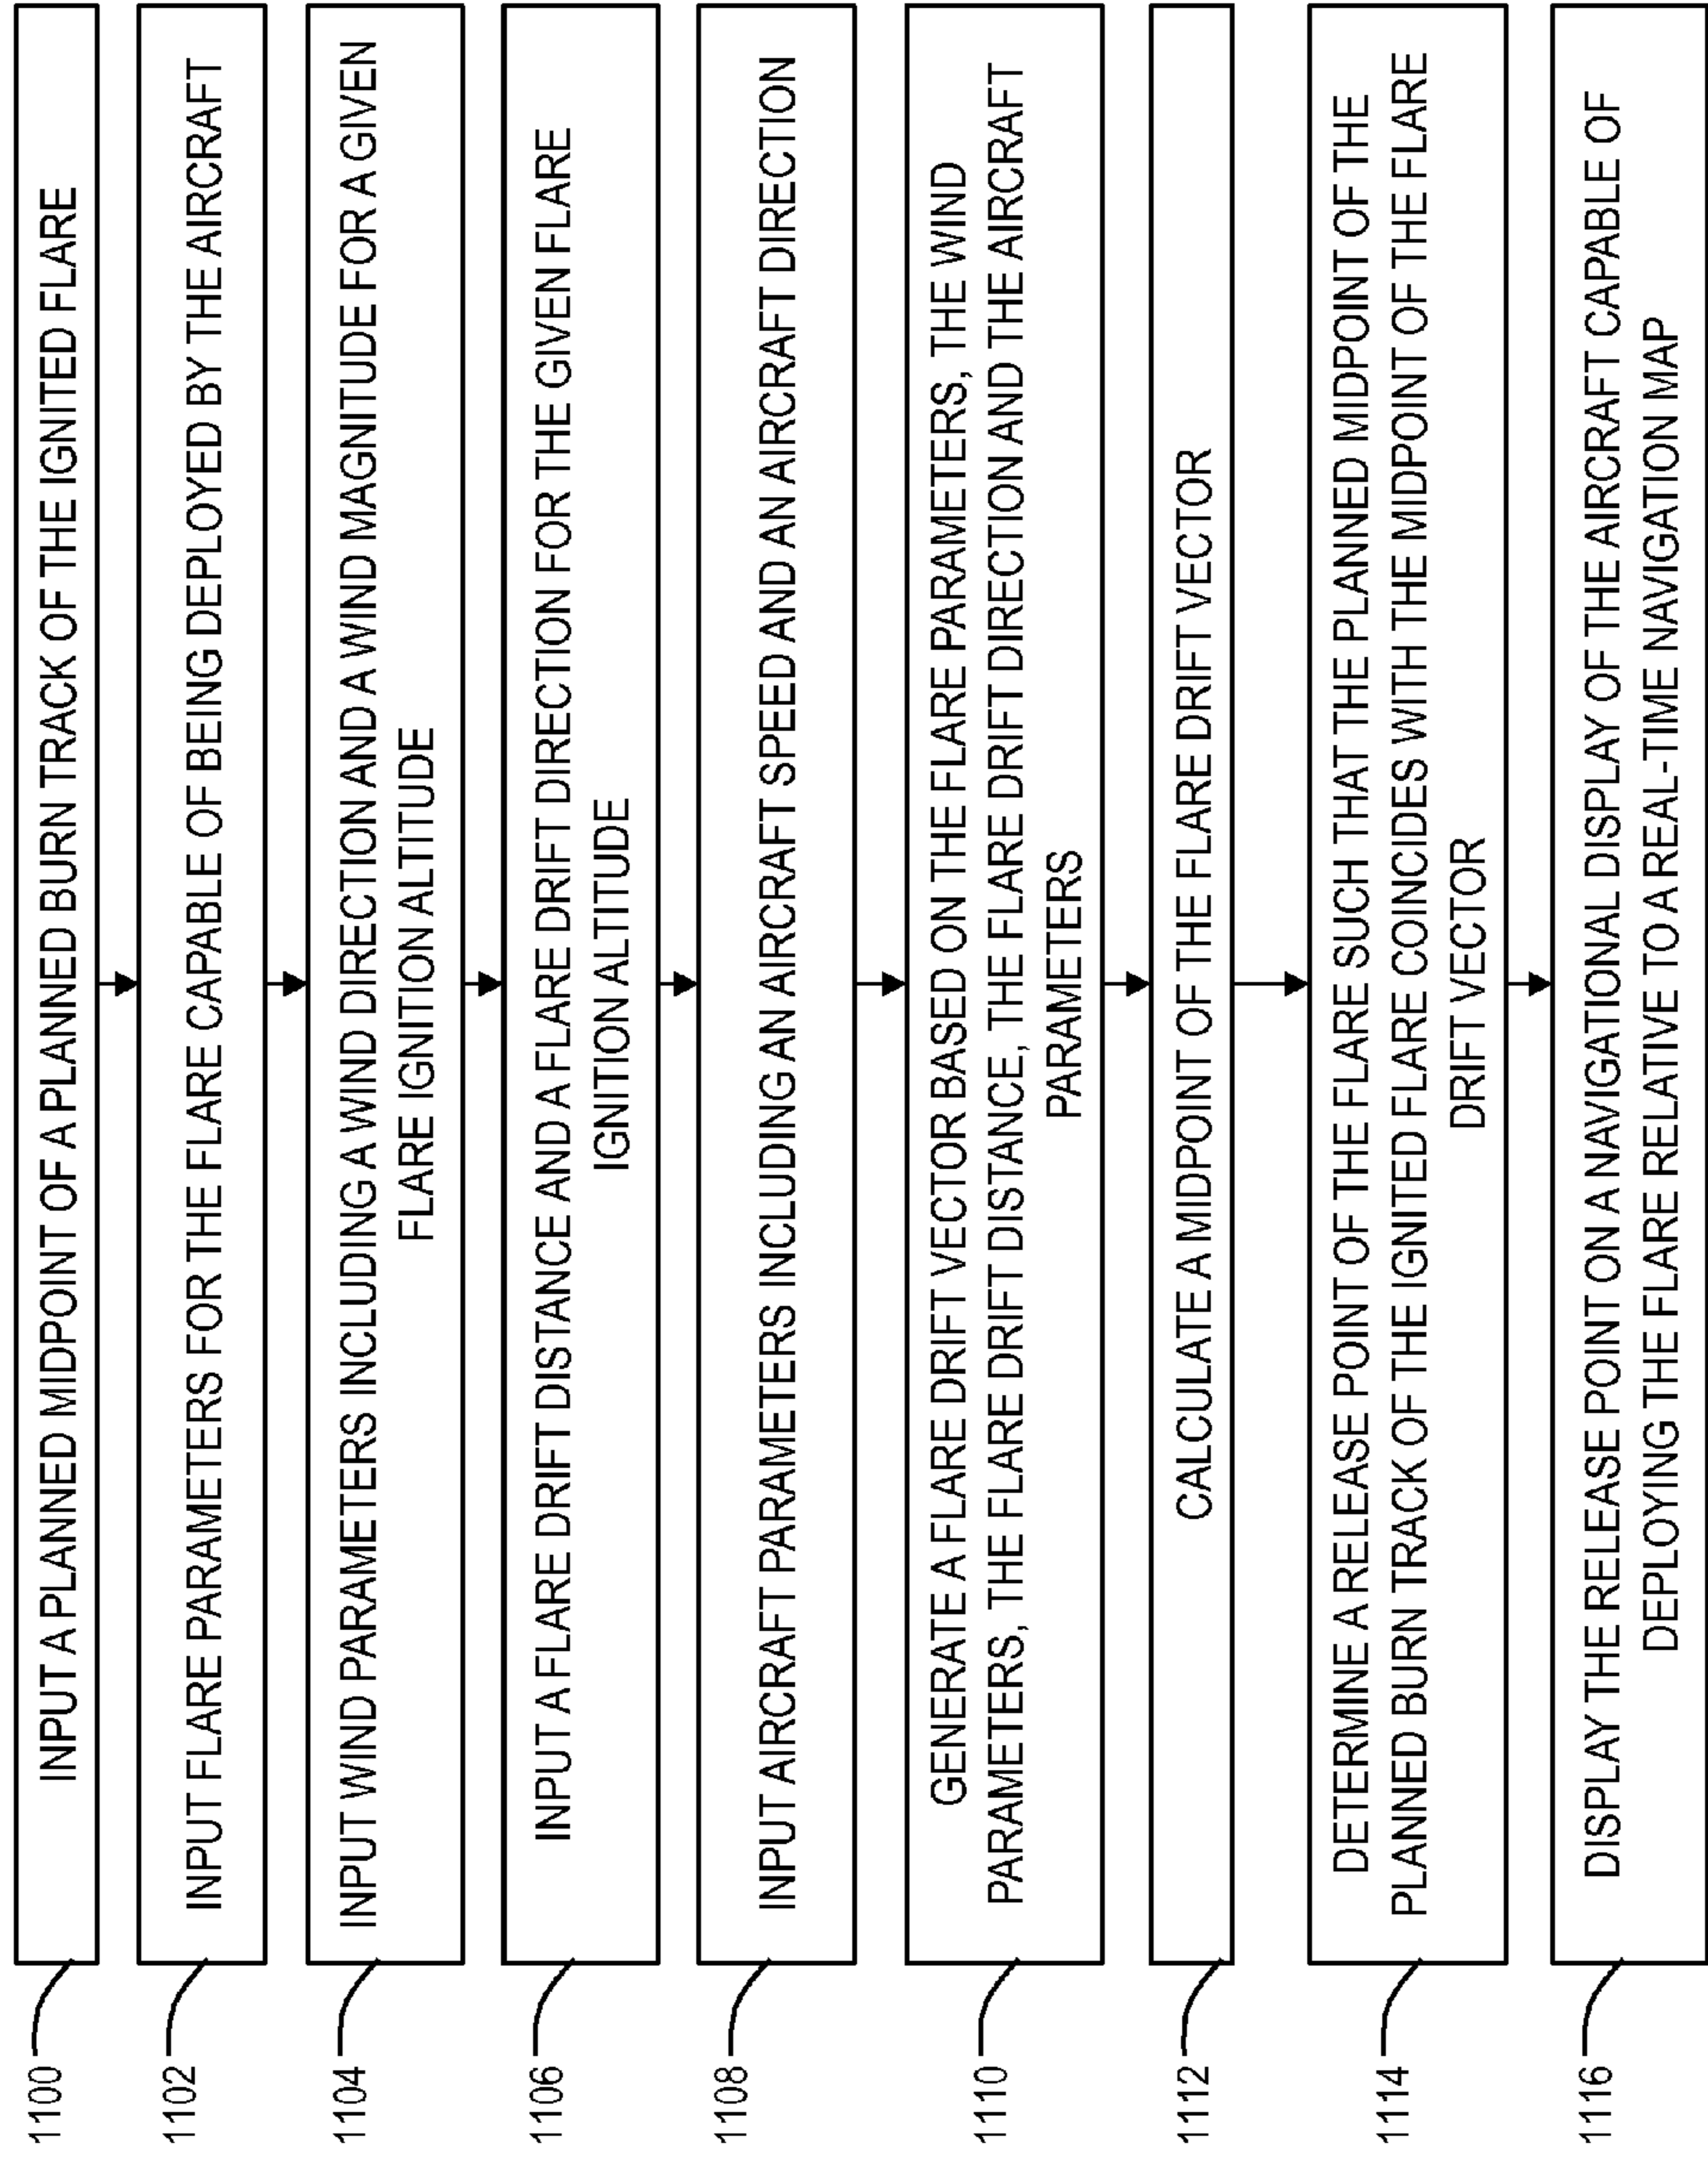 1100
INPUT A PLANNED MIDPOINT OF A PLANNED BURN TRACK OF THE IGNITED FLARE
1102
INPUT FLARE PARAMETERS FOR THE FLARE CAPABLE OF BEING DEPLOYED BY THE AIRCRAFT
1104
INPUT WIND PARAMETERS INCLUDING A WIND DIRECTION AND A WIND MAGNITUDE FOR A GIVEN
FLARE IGNITION ALTITUDE
1106
INPUT A FLARE DRIFT DISTANCE AND A FLARE DRIFT DIRECTION FOR THE GIVEN FLARE
IGNITION ALTITUDE
1108
INPUT AIRCRAFT PARAMETERS INCLUDING AN AIRCRAFT SPEED AND AN AIRCRAFT DIRECTION
1110
GENERATE A FLARE DRIFT VECTOR BASED ON THE FLARE PARAMETERS, THE WIND
PARAMETERS, THE FLARE DRIFT DISTANCE, THE FLARE DRIFT DIRECTION AND THE AIRCRAFT
PARAMETERS
1112
CALCULATE A MIDPOINT OF THE FLARE DRIFT VECTOR
1114
DETERMINE A RELEASE POINT OF THE FLARE SUCH THAT THE PLANNED MIDPOINT OF THE
PLANNED BURN TRACK OF THE IGNITED FLARE COINCIDES WITH THE MIDPOINT OF THE FLARE
DRIFT VECTOR
1116
DISPLAY THE RELEASE POINT ON A NAVIGATIONAL DISPLAY OF THE AIRCRAFT CAPABLE OF
DEPLOYING THE FLARE RELATIVE TO A REAL-TIME NAVIGATION MAP